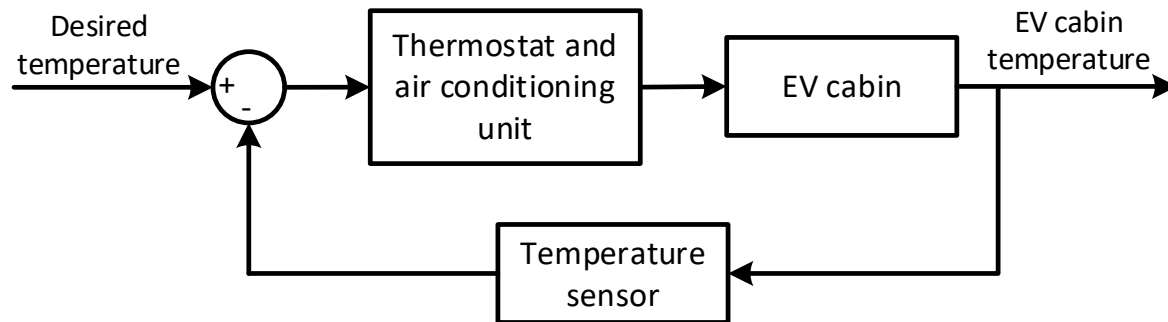 Desired
temperature
+
-
Thermostat and
air conditioning
unit
EV cabin
EV cabin
temperature
Temperature
sensor